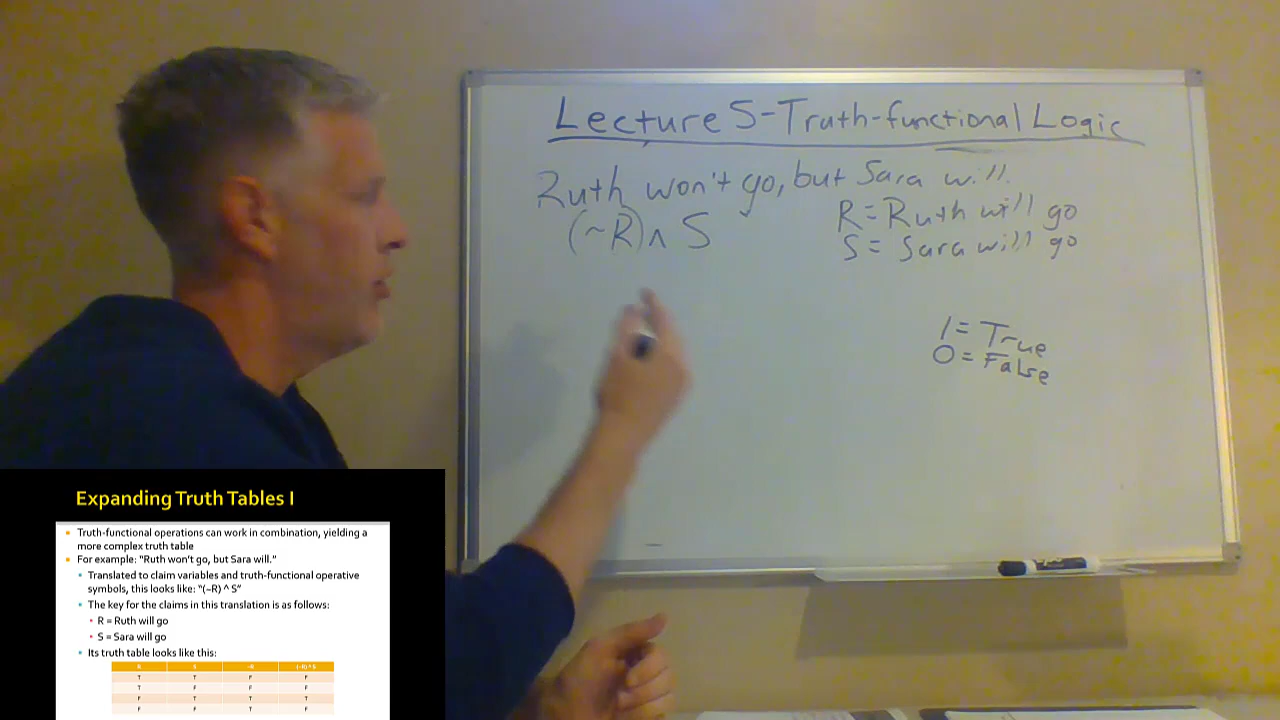 Lecture 5-Truth-functional Logic
Ruth won't go, but Sara will.
(~R)∧ S
R = Ruth will go
S = Sara will go
1 = True
0 = False
Expanding Truth Tables I
Truth-functional operations can work in combination, yielding a
more complex truth table
For example: “Ruth won’t go, but Sara will.”
Translated to claim variables and truth-functional operative
symbols, this looks like: “(~R) ^ S”
The key for the claims in this translation is as follows:
R = Ruth will go
S = Sara will go
Its truth table looks like this:
R S ~R (~R) ^ S
T T F F
T F F F
F T T T
F F T F